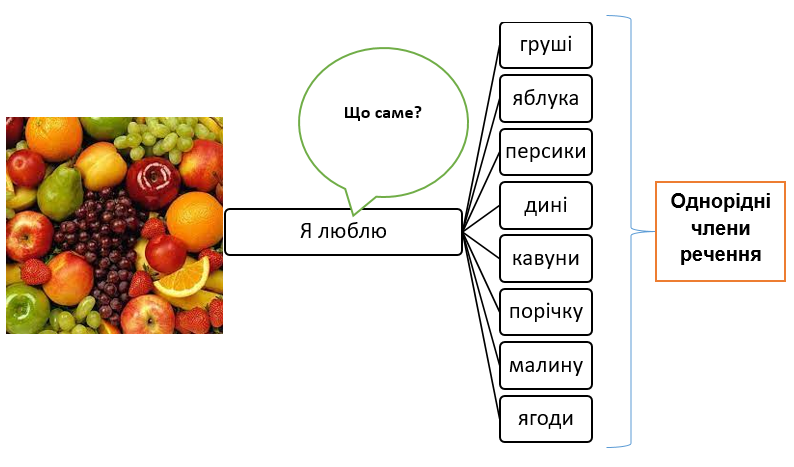 Що саме?
Я люблю
груші
яблука
персики
дині
кавуни
порічку
малину
ягоди
Однорідні
члени
речення